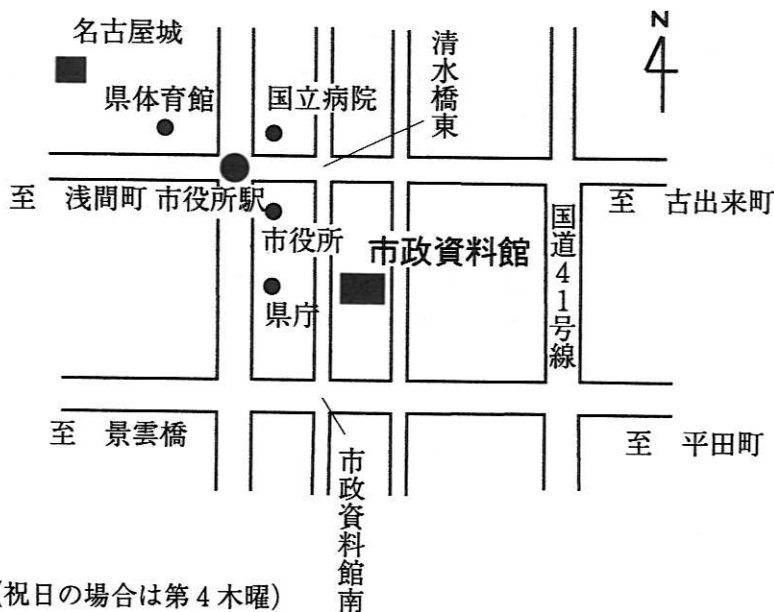 名古屋城
N
清水橋東
県体育館
国立病院
至 浅間町
市役所駅
至 古出来町
市役所
市政資料館
国道41号線
県庁
至 景雲橋
至 平田町
市政資料館南
(祝日の場合は第4木曜)